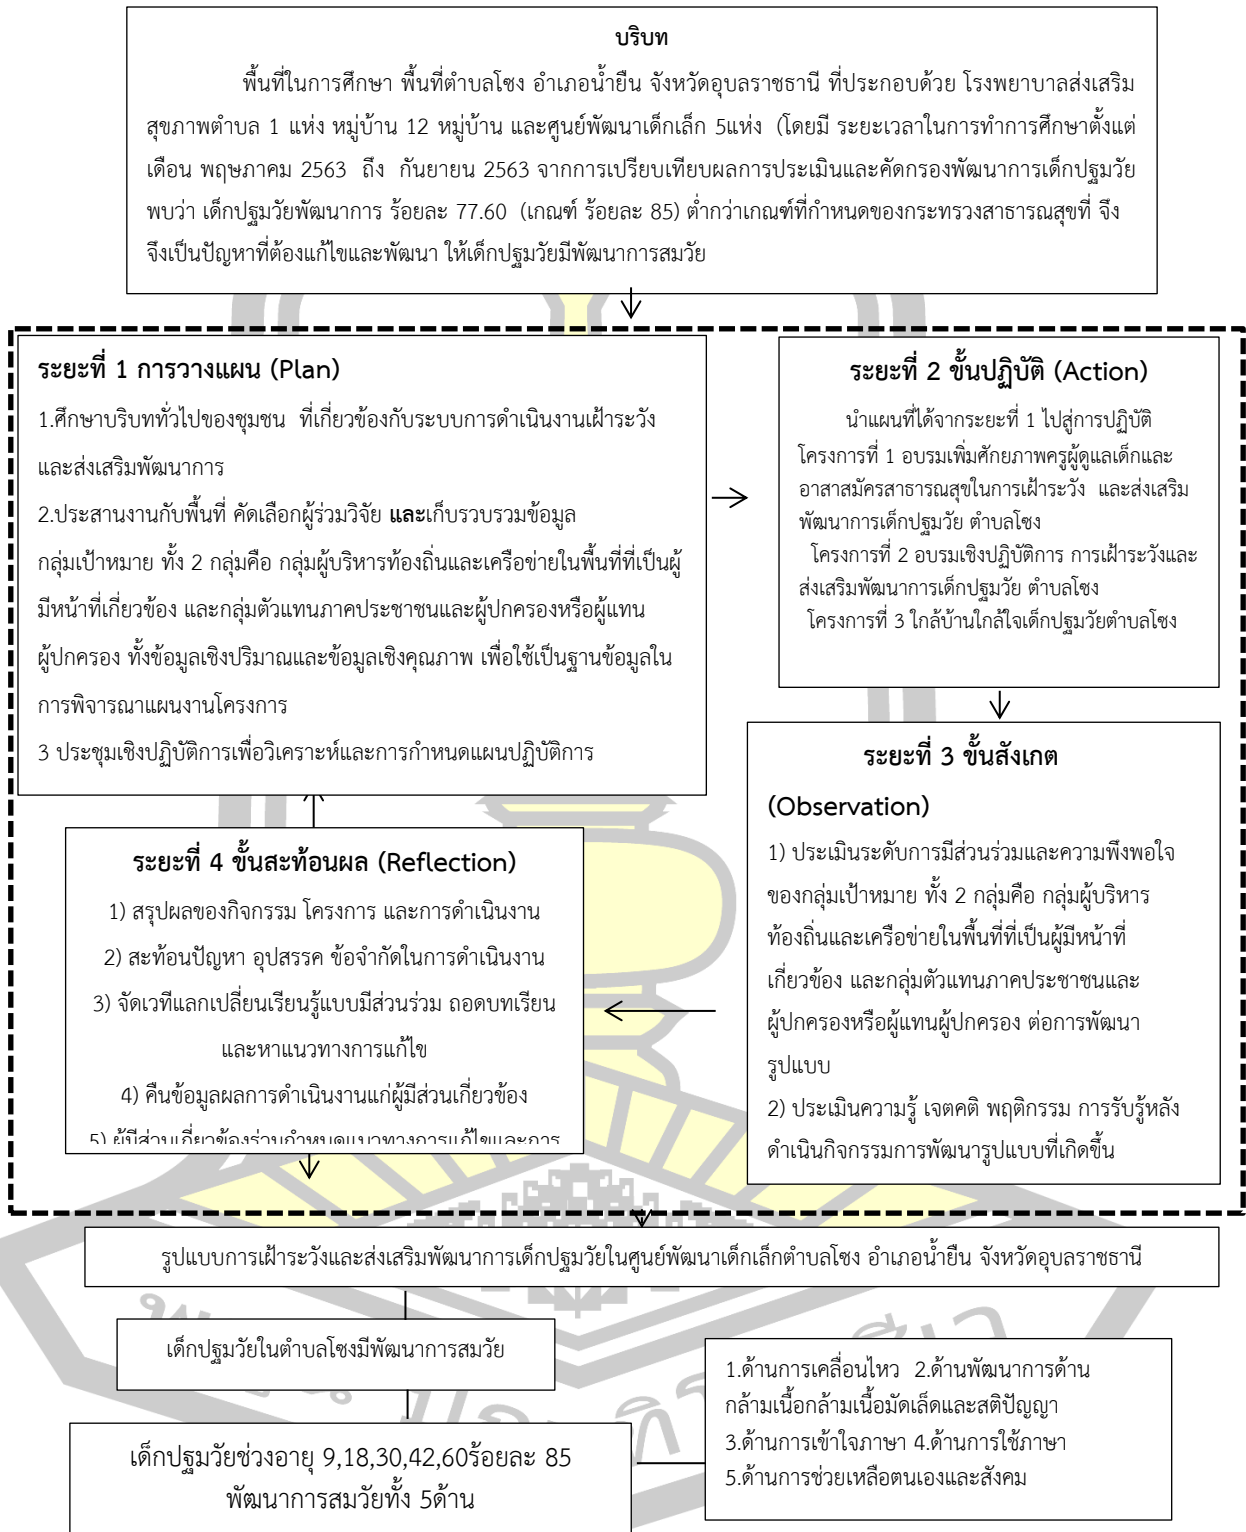 บริบท
พื้นที่ในการศึกษา พื้นที่ตำบลโซง อำเภอน้ำยืน จังหวัดอุบลราชธานี ที่ประกอบด้วย โรงพยาบาลส่งเสริม
สุขภาพตำบล 1 แห่ง หมู่บ้าน 12 หมู่บ้าน และศูนย์พัฒนาเด็กเล็ก 5แห่ง (โดยมี ระยะเวลาในการทำการศึกษาตั้งแต่
เดือน พฤษภาคม 2563 ถึง กันยายน 2563 จากการเปรียบเทียบผลการประเมินและคัดกรองพัฒนาการเด็กปฐมวัย
พบว่า เด็กปฐมวัยพัฒนาการ ร้อยละ 77.60 (เกณฑ์ ร้อยละ 85) ต่ำกว่าเกณฑ์ที่กำหนดของกระทรวงสาธารณสุขที่ จึง
จึงเป็นปัญหาที่ต้องแก้ไขและพัฒนา ให้เด็กปฐมวัยมีพัฒนาการสมวัย
ระยะที่ 1 การวางแผน (Plan)
1.ศึกษาบริบททั่วไปของชุมชน ที่เกี่ยวข้องกับระบบการดำเนินงานเฝ้าระวัง
และส่งเสริมพัฒนาการ
2.ประสานงานกับพื้นที่ คัดเลือกผู้ร่วมวิจัย และเก็บรวบรวมข้อมูล
กลุ่มเป้าหมาย ทั้ง 2 กลุ่มคือ กลุ่มผู้บริหารท้องถิ่นและเครือข่ายในพื้นที่ที่เป็นผู้
มีหน้าที่เกี่ยวข้อง และกลุ่มตัวแทนภาคประชาชนและผู้ปกครองหรือผู้แทน
ผู้ปกครอง ทั้งข้อมูลเชิงปริมาณและข้อมูลเชิงคุณภาพ เพื่อใช้เป็นฐานข้อมูลใน
การพิจารณาแผนงานโครงการ
3 ประชุมเชิงปฏิบัติการเพื่อวิเคราะห์และการกำหนดแผนปฏิบัติการ
ระยะที่ 2 ขั้นปฏิบัติ (Action)
นำแผนที่ได้จากระยะที่ 1 ไปสู่การปฏิบัติ
โครงการที่ 1 อบรมเพิ่มศักยภาพครูผู้ดูแลเด็กและ
อาสาสมัครสาธารณสุขในการเฝ้าระวัง และส่งเสริม
พัฒนาการเด็กปฐมวัย ตำบลโซง
โครงการที่ 2 อบรมเชิงปฏิบัติการ การเฝ้าระวังและ
ส่งเสริมพัฒนาการเด็กปฐมวัย ตำบลโซง
โครงการที่ 3 ใกล้บ้านใกล้ใจเด็กปฐมวัยตำบลโซง
ระยะที่ 3 ขั้นสังเกต
(Observation)
1) ประเมินระดับการมีส่วนร่วมและความพึงพอใจ
ของกลุ่มเป้าหมาย ทั้ง 2 กลุ่มคือ กลุ่มผู้บริหาร
ท้องถิ่นและเครือข่ายในพื้นที่ที่เป็นผู้มีหน้าที่
เกี่ยวข้อง และกลุ่มตัวแทนภาคประชาชนและ
ผู้ปกครองหรือผู้แทนผู้ปกครอง ต่อการพัฒนา
รูปแบบ
2) ประเมินความรู้ เจตคติ พฤติกรรม การรับรู้หลัง
ดำเนินกิจกรรมการพัฒนารูปแบบที่เกิดขึ้น
ระยะที่ 4 ขั้นสะท้อนผล (Reflection)
1) สรุปผลของกิจกรรม โครงการ และการดำเนินงาน
2) สะท้อนปัญหา อุปสรรค ข้อจำกัดในการดำเนินงาน
3) จัดเวทีแลกเปลี่ยนเรียนรู้แบบมีส่วนร่วม ถอดบทเรียน
และหาแนวทางการแก้ไข
4) คืนข้อมูลผลการดำเนินงานแก่ผู้มีส่วนเกี่ยวข้อง
5) ผู้มีส่วนเกี่ยวข้องร่วมกำหนดแนวทางการแก้ไขและการ
รูปแบบการเฝ้าระวังและส่งเสริมพัฒนาการเด็กปฐมวัยในศูนย์พัฒนาเด็กเล็กตำบลโซง อำเภอน้ำยืน จังหวัดอุบลราชธานี
เด็กปฐมวัยในตำบลโซงมีพัฒนาการสมวัย
เด็กปฐมวัยช่วงอายุ 9,18,30,42,60ร้อยละ 85
พัฒนาการสมวัยทั้ง 5ด้าน
1.ด้านการเคลื่อนไหว 2.ด้านพัฒนาการด้าน
กล้ามเนื้อกล้ามเนื้อมัดเล็ดและสติปัญญา
3.ด้านการเข้าใจภาษา 4.ด้านการใช้ภาษา
5.ด้านการช่วยเหลือตนเองและสังคม